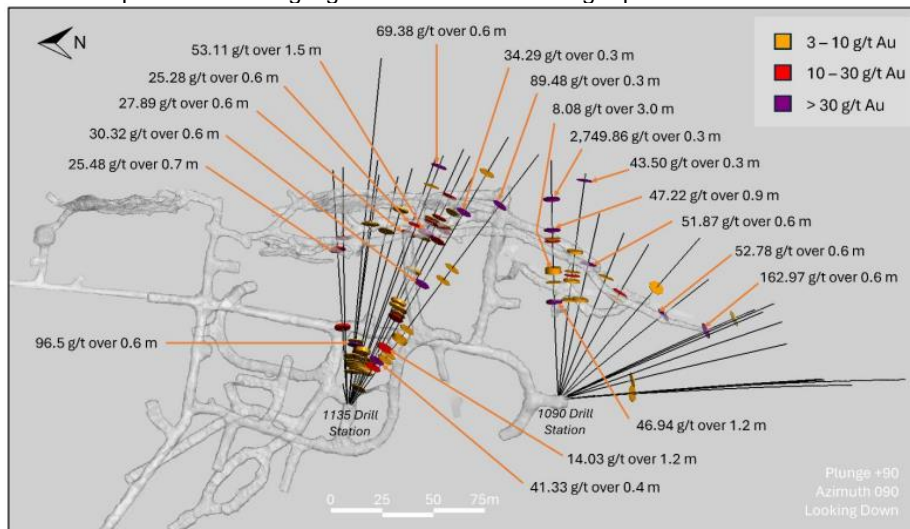 N
69.38 g/t over 0.6 m
53.11 g/t over 1.5 m
34.29 g/t over 0.3 m
25.28 g/t over 0.6 m
89.48 g/t over 0.3 m
27.89 g/t over 0.6 m
8.08 g/t over 3.0 m
30.32 g/t over 0.6 m
2,749.86 g/t over 0.3 m
25.48 g/t over 0.7 m
43.50 g/t over 0.3 m
47.22 g/t over 0.9 m
51.87 g/t over 0.6 m
52.78 g/t over 0.6 m
162.97 g/t over 0.6 m
3 – 10 g/t Au
10 – 30 g/t Au
> 30 g/t Au
96.5 g/t over 0.6 m
1135 Drill
Station
1090 Drill
Station
46.94 g/t over 1.2 m
14.03 g/t over 1.2 m
41.33 g/t over 0.4 m
0 25 50 75m
Plunge +90
Azimuth 090
Looking Down